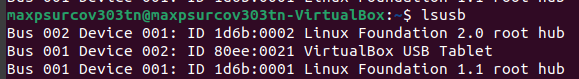 maxpsurcov303tn@maxpsurcov303tn-VirtualBox:~$ lsusb
Bus 002 Device 001: ID 1d6b:0002 Linux Foundation 2.0 root hub
Bus 001 Device 002: ID 80ee:0021 VirtualBox USB Tablet
Bus 001 Device 001: ID 1d6b:0001 Linux Foundation 1.1 root hub